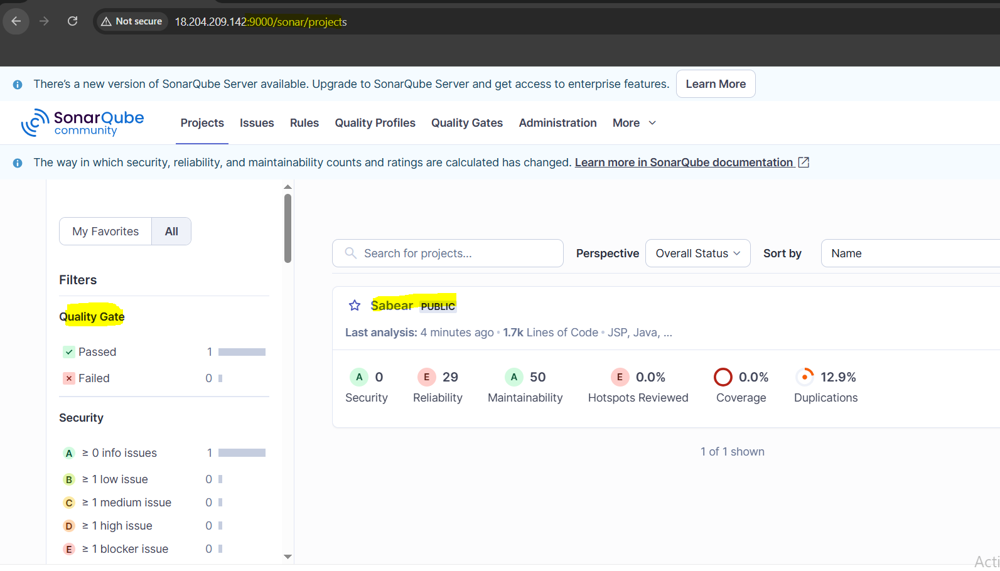 Not secure 18.204.209.142:9000/sonar/projects
There's a new version of SonarQube Server available. Upgrade to SonarQube Server and get access to enterprise features. Learn More
SonarQube community Projects Issues Rules Quality Profiles Quality Gates Administration More
The way in which security, reliability, and maintainability counts and ratings are calculated has changed. Learn more in SonarQube documentation
My Favorites All
Filters
Quality Gate
Passed 1
Failed 0
Security
A ≥ 0 info issues 1
B ≥ 1 low issue 0
C ≥ 1 medium issue 0
D ≥ 1 high issue 0
E ≥ 1 blocker issue 0
Search for projects... Perspective Overall Status Sort by Name
Sabear PUBLIC
Last analysis: 4 minutes ago • 1.7k Lines of Code • JSP, Java, ...
A 0 E 29 A 50 E 0.0% 0.0% 12.9%
Security Reliability Maintainability Hotspots Reviewed Coverage Duplications
1 of 1 shown
Acti